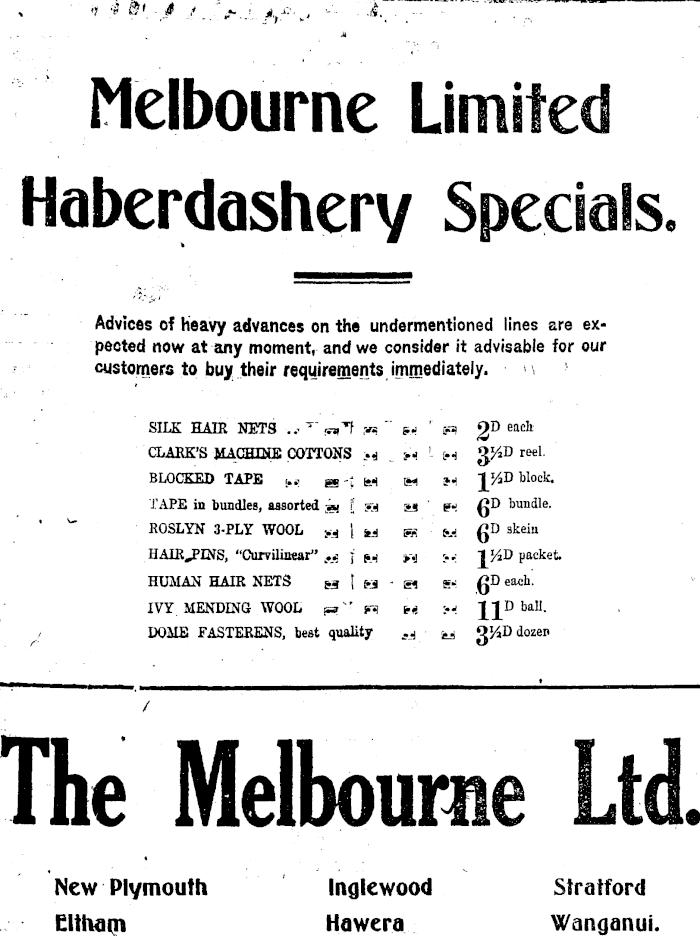 Melbourne Limited
Haberdashery Specials.
Advices of heavy advances on the undermentioned lines are ex-
pected now at any moment, and we consider it advisable for our
customers to buy their requirements immediately.
SILK HAIR NETS .. .. .. .. .. 2D each
CLARK'S MACHINE COTTONS .. .. .. 3½D reel.
BLOCKED TAPE .. .. .. .. .. 1½D block.
TAPE in bundles, assorted .. .. .. .. 6D bundle.
ROSLYN 3-PLY WOOL .. .. .. .. 6D skein
HAIR PINS, "Curvilinear" .. .. .. .. 1½D packet.
HUMAN HAIR NETS .. .. .. .. 6D each.
IVY MENDING WOOL .. .. .. .. 11D ball.
DOME FASTERENS, best quality .. .. 3½D dozen
The Melbourne Ltd.
New Plymouth Inglewood Stratford
Eltham Hawera Wanganui.